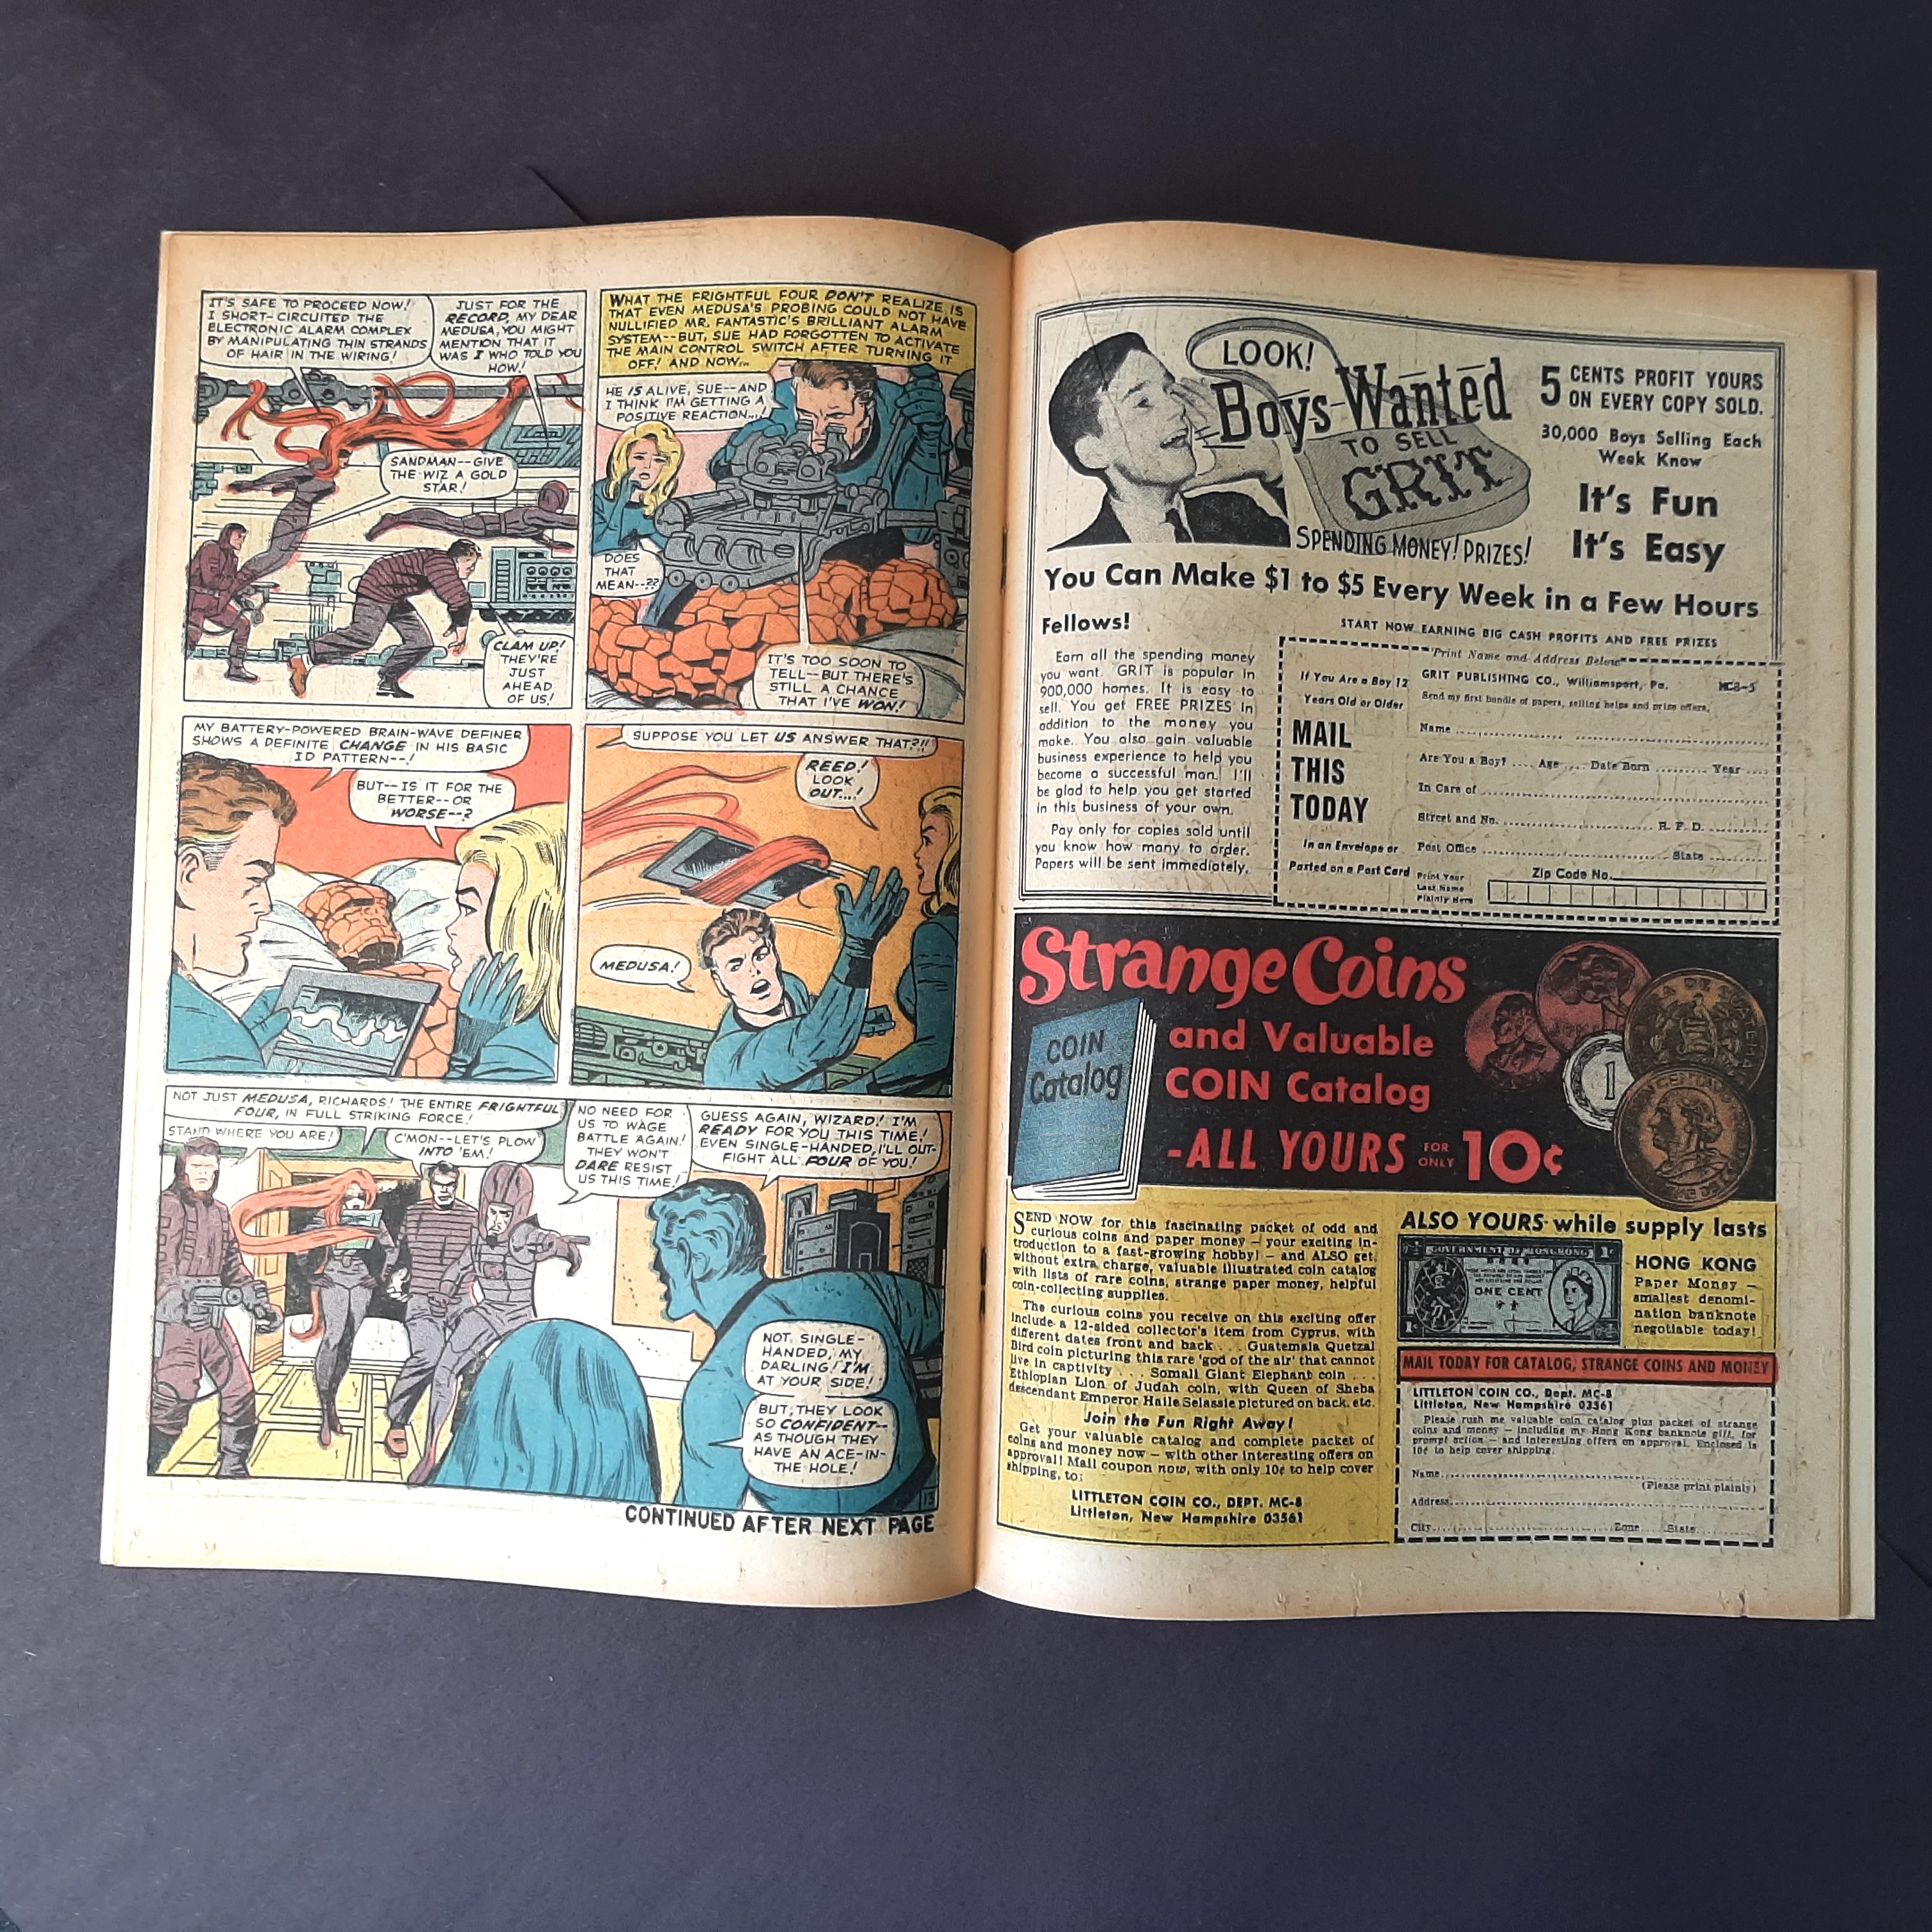 IT'S SAFE TO PROCEED NOW!
I SHORT-CIRCUITED THE
ELECTRONIC ALARM COMPLEX
BY MANIPULATING THIN STRANDS
OF HAIR IN THE WIRING!
JUST FOR THE
RECORD, MY DEAR
MEDUSA, YOU MIGHT
MENTION THAT IT
WAS I WHO TOLD YOU
HOW!
SANDMAN--GIVE
THE WIZ A GOLD
STAR!
CLAM UP!
THEY'RE
JUST
AHEAD
OF US!
WHAT THE FRIGHTFUL FOUR DON'T REALIZE IS
THAT EVEN MEDUSA'S PROBING COULD NOT HAVE
NULLIFIED MR. FANTASTIC'S BRILLIANT ALARM
SYSTEM--BUT, SUE HAD FORGOTTEN TO ACTIVATE
THE MAIN CONTROL SWITCH AFTER TURNING IT
OFF! AND NOW...
HE IS ALIVE, SUE--AND
I THINK I'M GETTING A
POSITIVE REACTION...!
DOES
THAT
MEAN--??
IT'S TOO SOON TO
TELL--BUT THERE'S
STILL A CHANCE
THAT I'VE WON!
MY BATTERY-POWERED BRAIN-WAVE DEFINER
SHOWS A DEFINITE CHANGE IN HIS BASIC
ID PATTERN--!
BUT--IS IT FOR THE
BETTER--OR
WORSE--?
SUPPOSE YOU LET US ANSWER THAT?!!
REED!
LOOK
OUT...!
MEDUSA!
NOT JUST MEDUSA, RICHARDS! THE ENTIRE FRIGHTFUL
FOUR, IN FULL STRIKING FORCE!
STAND WHERE YOU ARE!
C'MON--LET'S PLOW
INTO 'EM!
NO NEED FOR
US TO WAGE
BATTLE AGAIN!
THEY WON'T
DARE RESIST
US THIS TIME!
GUESS AGAIN, WIZARD! I'M
READY FOR YOU THIS TIME!
EVEN SINGLE-HANDED, I'LL OUT-
FIGHT ALL FOUR OF YOU!
NOT SINGLE-
HANDED, MY
DARLING! I'M
AT YOUR SIDE!
BUT, THEY LOOK
SO CONFIDENT--
AS THOUGH THEY
HAVE AN ACE-IN-
THE HOLE!
13
CONTINUED AFTER NEXT PAGE
LOOK!
Boys Wanted
TO SELL
GRIT
SPENDING MONEY! PRIZES!
5 CENTS PROFIT YOURS
ON EVERY COPY SOLD.
30,000 Boys Selling Each
Week Know
It's Fun
It's Easy
You Can Make $1 to $5 Every Week in a Few Hours
Fellows!
Earn all the spending money
you want. GRIT is popular in
900,000 homes. It is easy to
sell. You get FREE PRIZES in
addition to the money you
make. You also gain valuable
business experience to help you
become a successful man. I'll
be glad to help you get started
in this business of your own.
Pay only for copies sold until
you know how many to order.
Papers will be sent immediately.
START NOW EARNING BIG CASH PROFITS AND FREE PRIZES
Print Name and Address Below
If You Are a Boy 12
Years Old or Older
MAIL
THIS
TODAY
In an Envelope or
Pasted on a Post Card
GRIT PUBLISHING CO., Williamsport, Pa. MC8-5
Send my first bundle of papers, selling helps and prize offers.
Name
Are You a Boy? .... Age .... Date Born ......... Year ....
In Care of
Street and No. R. F. D.
Post Office State
Zip Code No.
Print Your
Last Name
Plainly Here
Strange Coins
and Valuable
COIN Catalog
-ALL YOURS FOR ONLY 10¢
COIN
Catalog
1
SEND NOW for this fascinating packet of odd and
curious coins and paper money – your exciting in-
troduction to a fast-growing hobby! – and ALSO get,
without extra charge, valuable illustrated coin catalog
with lists of rare coins, strange paper money, helpful
coin-collecting supplies.
The curious coins you receive on this exciting offer
include a 12-sided collector's item from Cyprus, with
different dates front and back . . . Guatemala Quetzal
Bird coin picturing this rare 'god of the air' that cannot
live in captivity . . . Somali Giant Elephant coin . . .
Ethiopian Lion of Judah coin, with Queen of Sheba
descendant Emperor Haile Selassie pictured on back, etc.
Join the Fun Right Away!
Get your valuable catalog and complete packet of
coins and money now – with other interesting offers on
approval! Mail coupon now, with only 10¢ to help cover
shipping, to:
LITTLETON COIN CO., DEPT. MC-8
Littleton, New Hampshire 03561
ALSO YOURS while supply lasts
GOVERNMENT OF HONGKONG
1¢
ONE CENT
1¢
HONG KONG
Paper Money –
smallest denomi-
nation banknote
negotiable today!
MAIL TODAY FOR CATALOG, STRANGE COINS AND MONEY
LITTLETON COIN CO., Dept. MC-8
Littleton, New Hampshire 03561
Please rush me valuable coin catalog plus packet of strange
coins and money – including my Hong Kong banknote gift, for
prompt action – and interesting offers on approval. Enclosed is
10¢ to help cover shipping.
Name
(Please print plainly)
Address
City Zone State